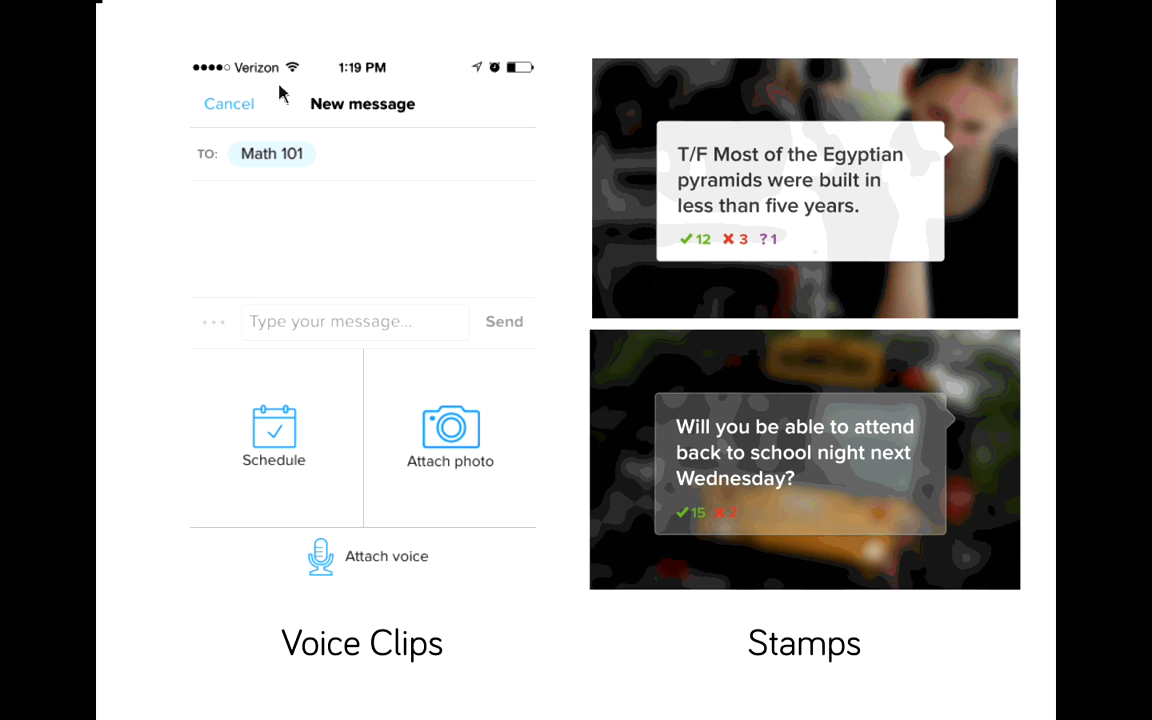 Verizon 1:19 PM
Cancel New message
TO: Math 101
Type your message... Send
Schedule
Attach photo
Attach voice
Voice Clips
T/F Most of the Egyptian
pyramids were built in
less than five years.
✔12 ✖3 ?1
Will you be able to attend
back to school night next
Wednesday?
✔15 ✖2
Stamps